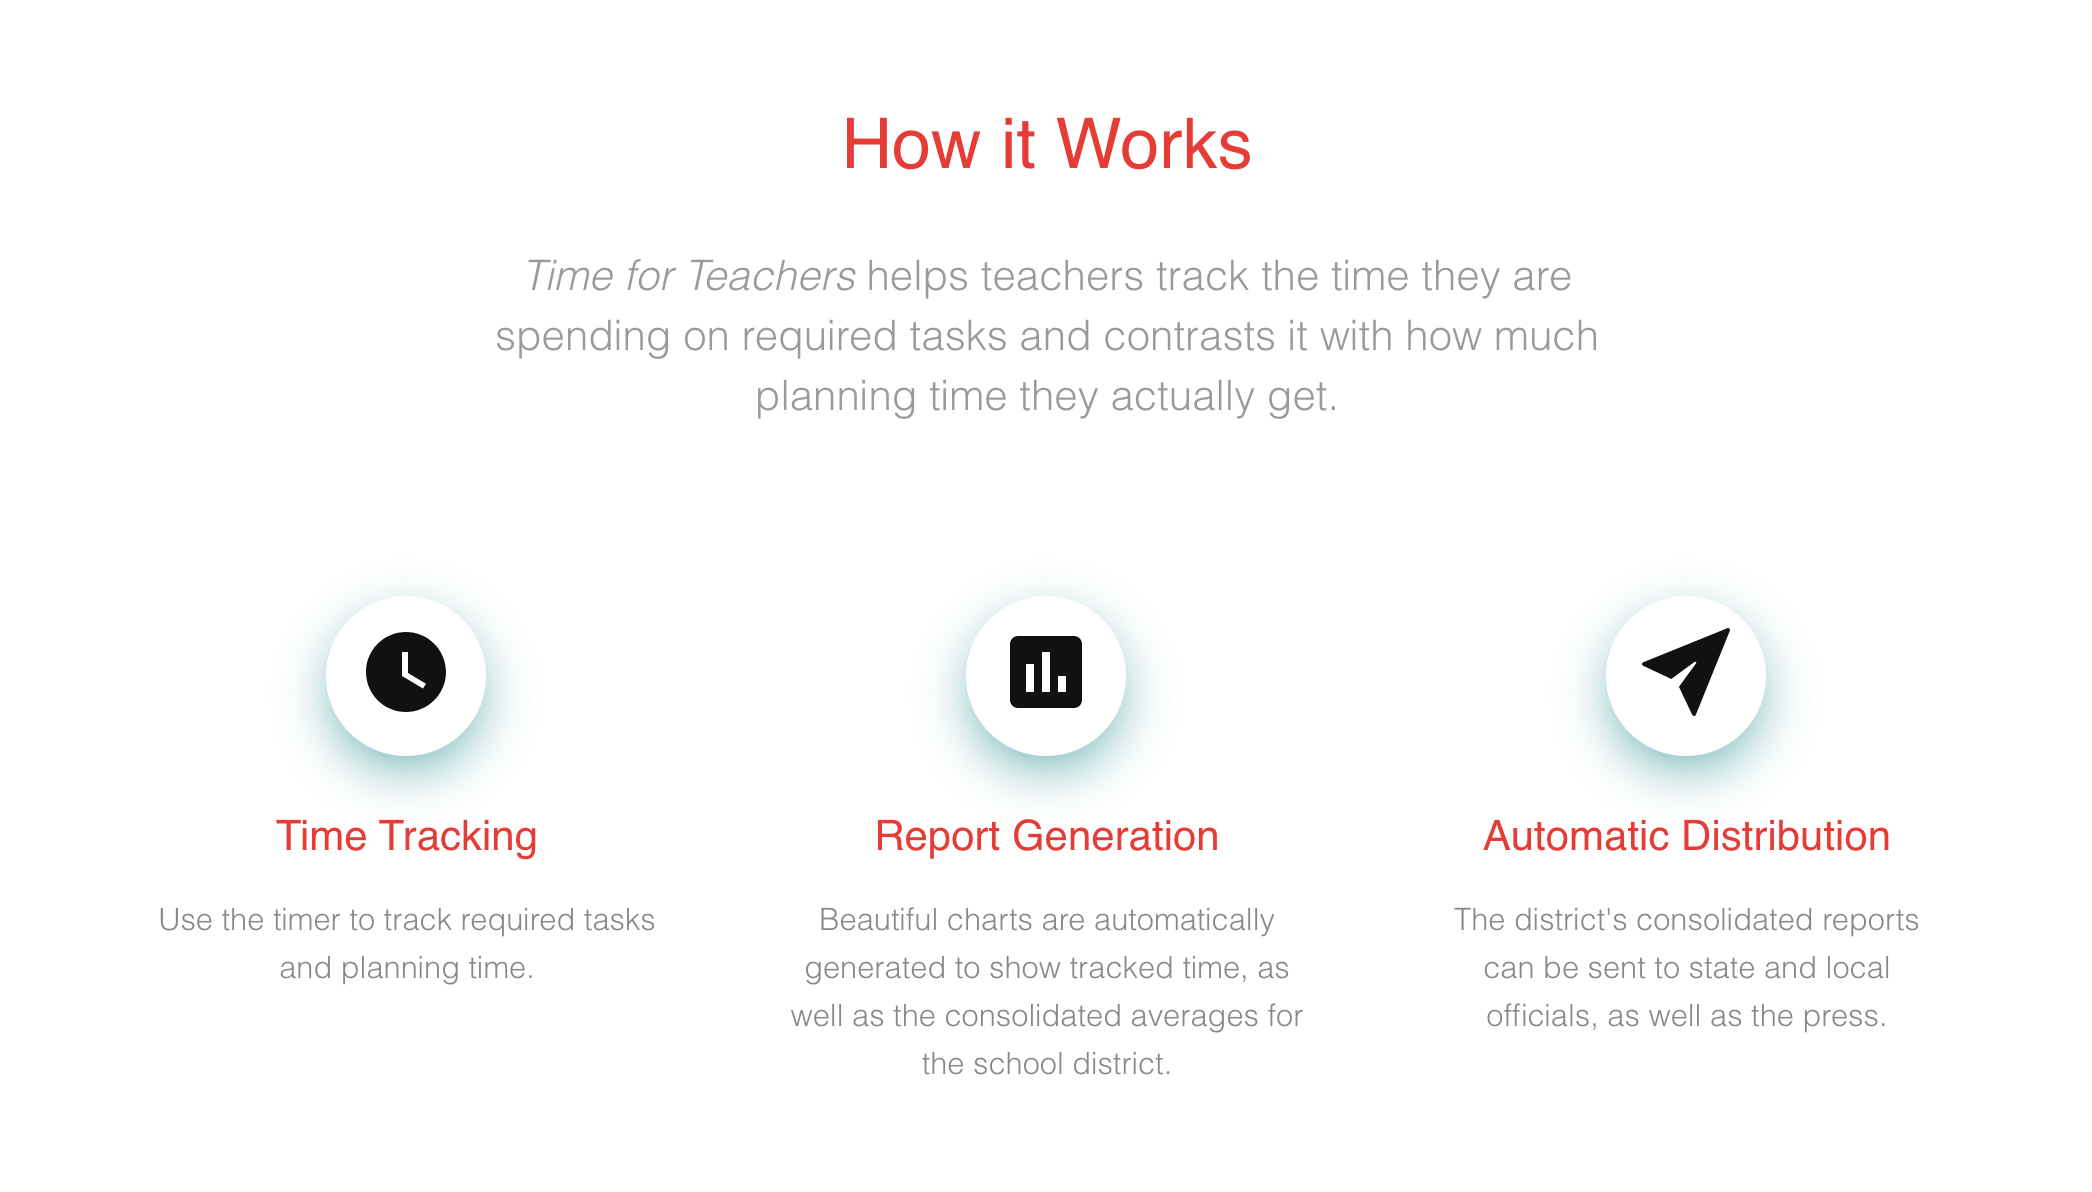 How it Works
Time for Teachers helps teachers track the time they are
spending on required tasks and contrasts it with how much
planning time they actually get.
Time Tracking
Use the timer to track required tasks
and planning time.
Report Generation
Beautiful charts are automatically
generated to show tracked time, as
well as the consolidated averages for
the school district.
Automatic Distribution
The district's consolidated reports
can be sent to state and local
officials, as well as the press.